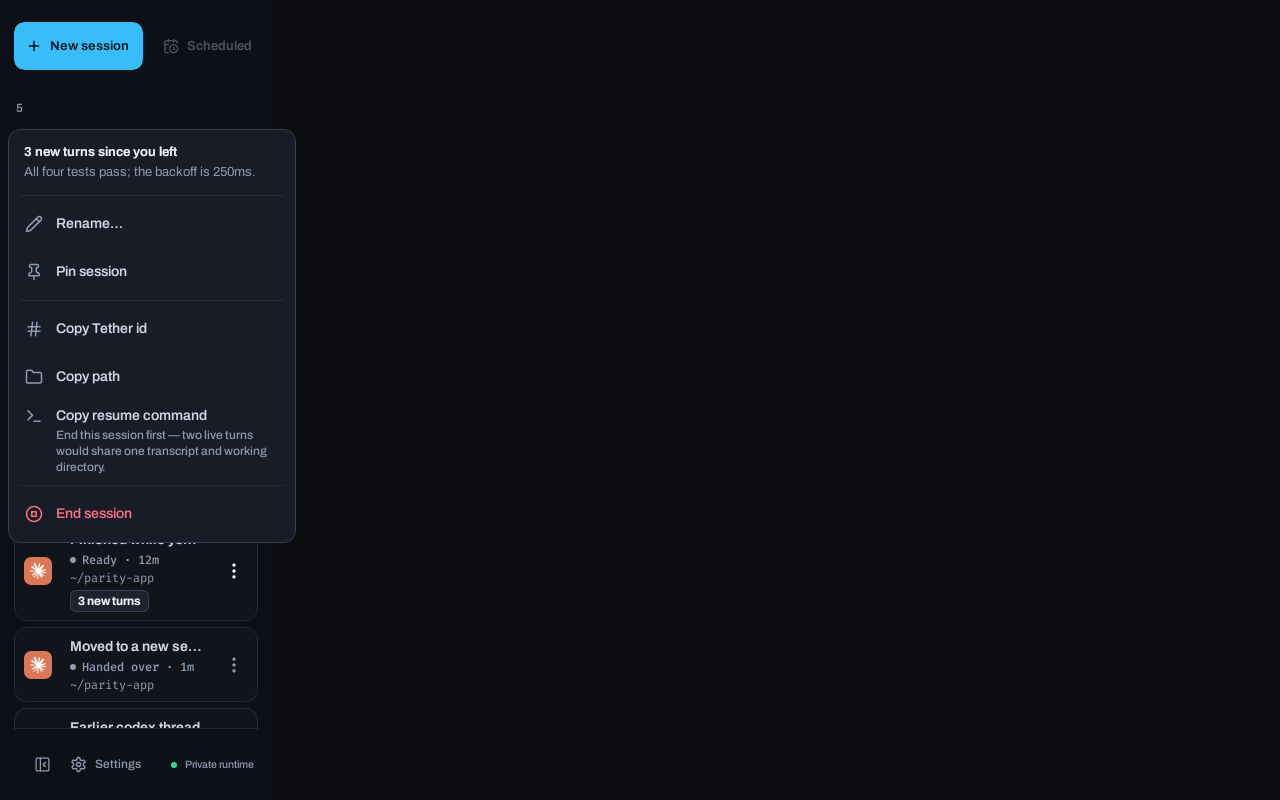 New session
Scheduled
5
3 new turns since you left
All four tests pass; the backoff is 250ms.
Rename…
Pin session
Copy Tether id
Copy path
Copy resume command
End this session first — two live turns
would share one transcript and working
directory.
End session
Ready · 12m
~/parity-app
3 new turns
Moved to a new se…
Handed over · 1m
~/parity-app
Earlier codex thread
Settings
Private runtime